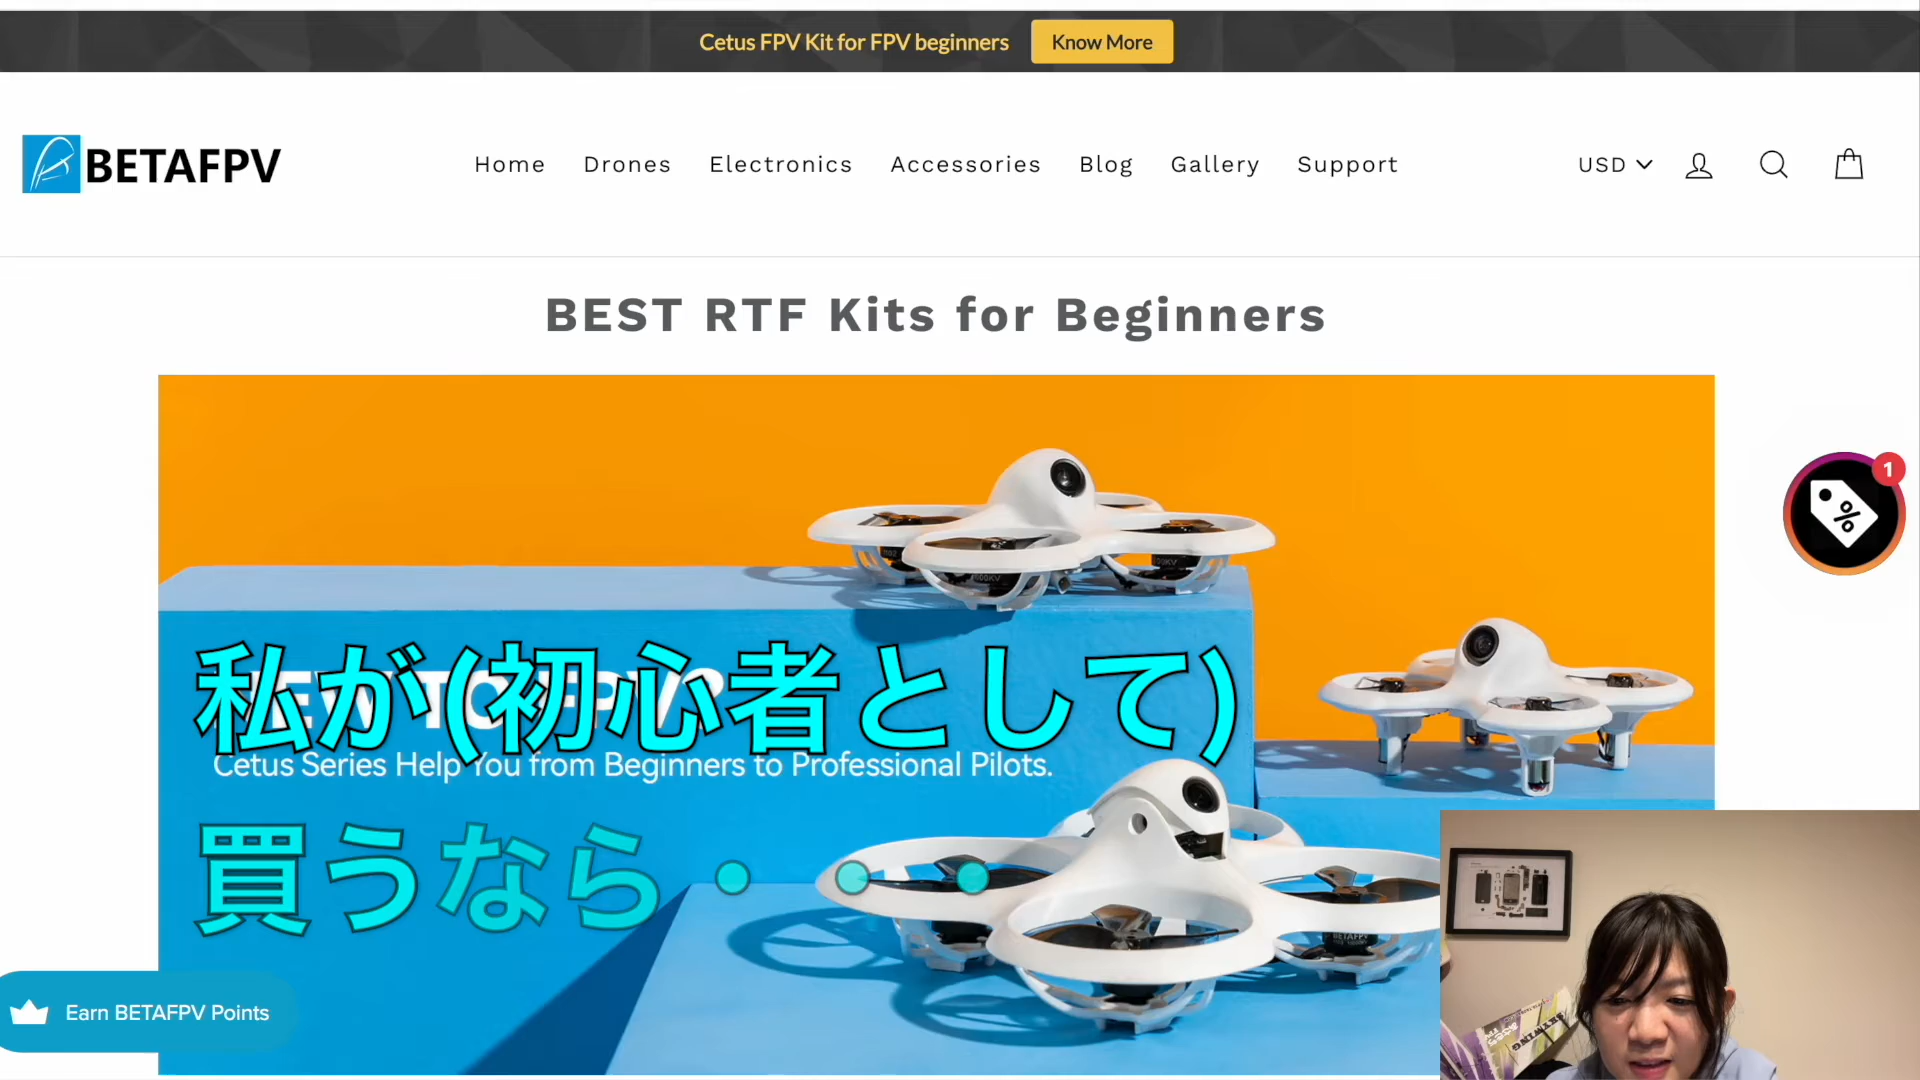 Cetus FPV Kit for FPV beginners Know More
BETAFPV
Home Drones Electronics Accessories Blog Gallery Support USD
BEST RTF Kits for Beginners
1
%
私が(初心者として)
Cetus Series Help You from Beginners to Professional Pilots.
買うなら・・・
Earn BETAFPV Points